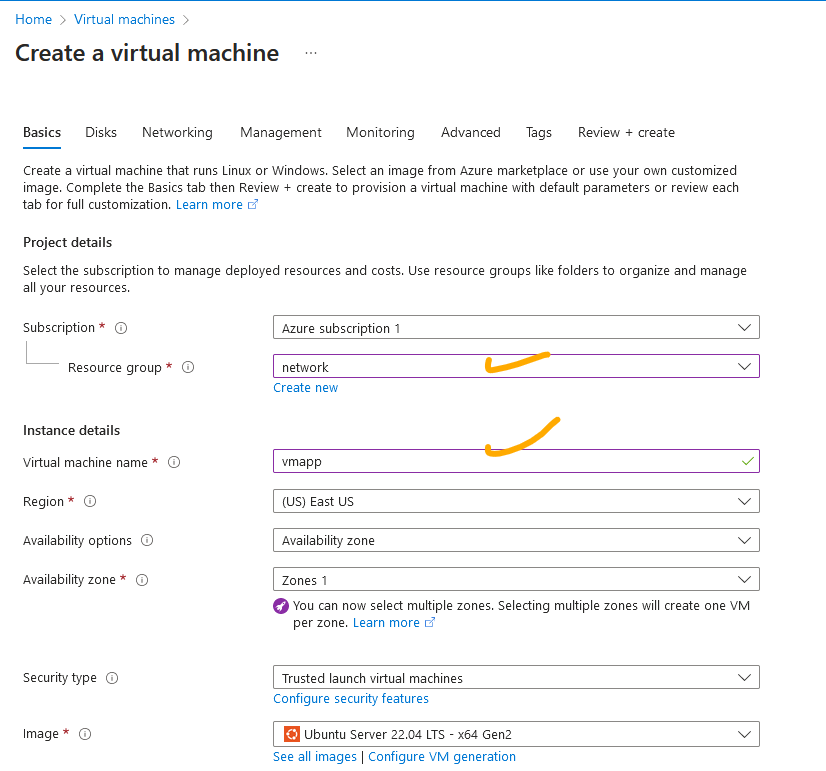 Home > Virtual machines >
Create a virtual machine ...
Basics Disks Networking Management Monitoring Advanced Tags Review + create
Create a virtual machine that runs Linux or Windows. Select an image from Azure marketplace or use your own customized
image. Complete the Basics tab then Review + create to provision a virtual machine with default parameters or review each
tab for full customization. Learn more
Project details
Select the subscription to manage deployed resources and costs. Use resource groups like folders to organize and manage
all your resources.
Subscription * Azure subscription 1
Resource group * network
Create new
Instance details
Virtual machine name * vmapp
Region * (US) East US
Availability options Availability zone
Availability zone * Zones 1
You can now select multiple zones. Selecting multiple zones will create one VM
per zone. Learn more
Security type Trusted launch virtual machines
Configure security features
Image * Ubuntu Server 22.04 LTS - x64 Gen2
See all images | Configure VM generation